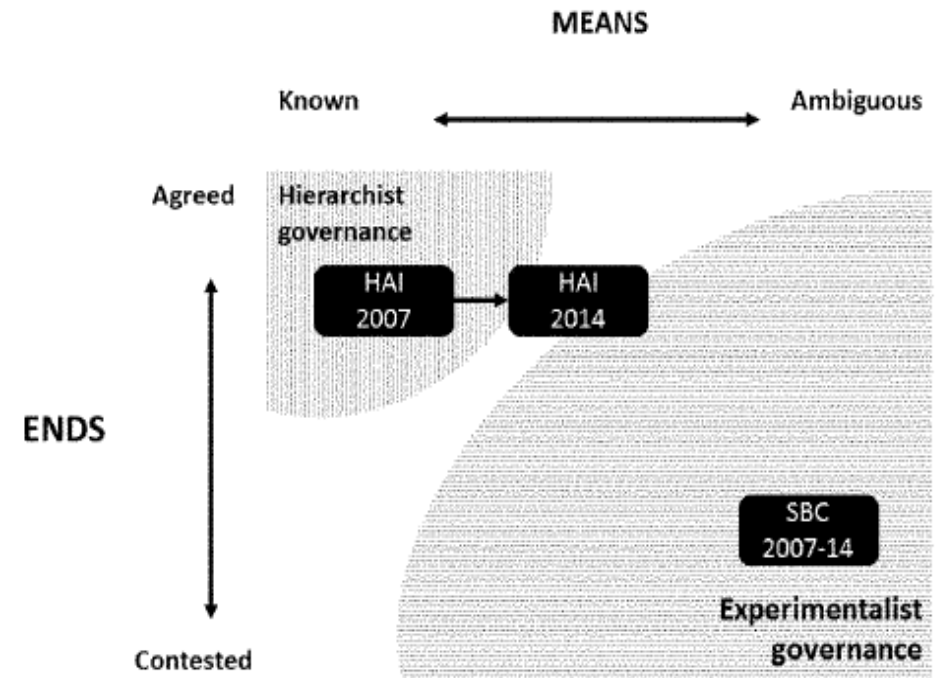 MEANS
Known
Ambiguous
Agreed
Hierarchist
governance
HAI
2007
HAI
2014
ENDS
SBC
2007-14
Experimentalist
governance
Contested